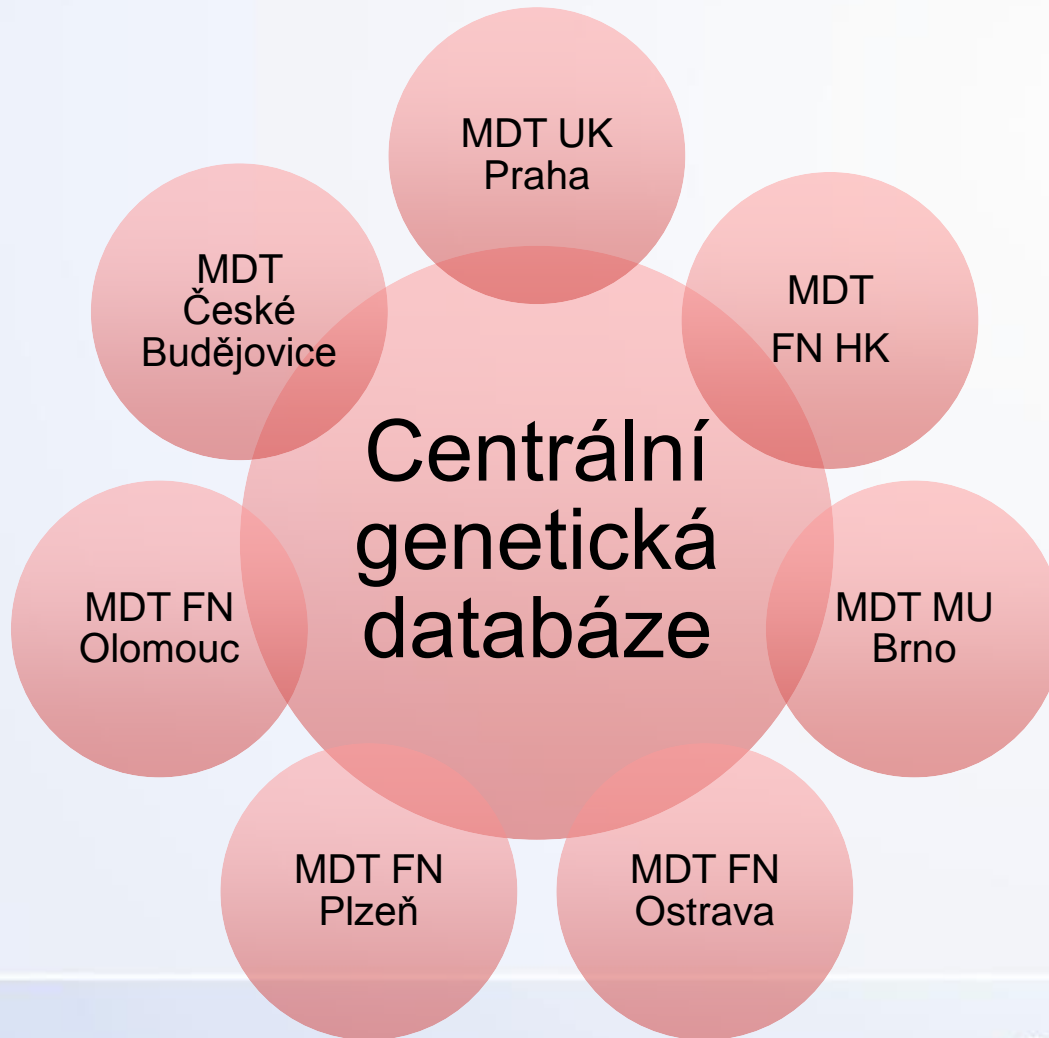 MDT UK
Praha
MDT
FN HK
MDT MU
Brno
MDT FN
Ostrava
MDT FN
Plzeň
MDT FN
Olomouc
MDT
České
Budějovice
Centrální
genetická
databáze